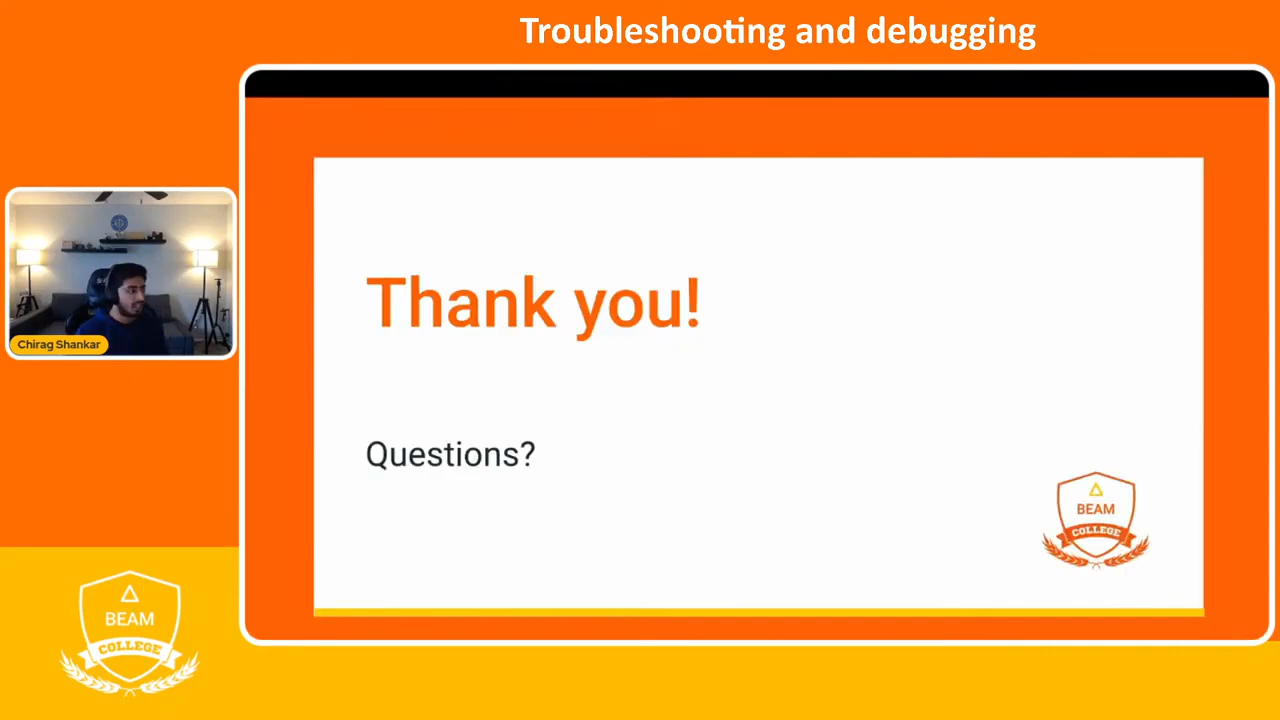 Troubleshooting and debugging
Chirag Shankar
Thank you!
Questions?
BEAM
COLLEGE
BEAM
COLLEGE